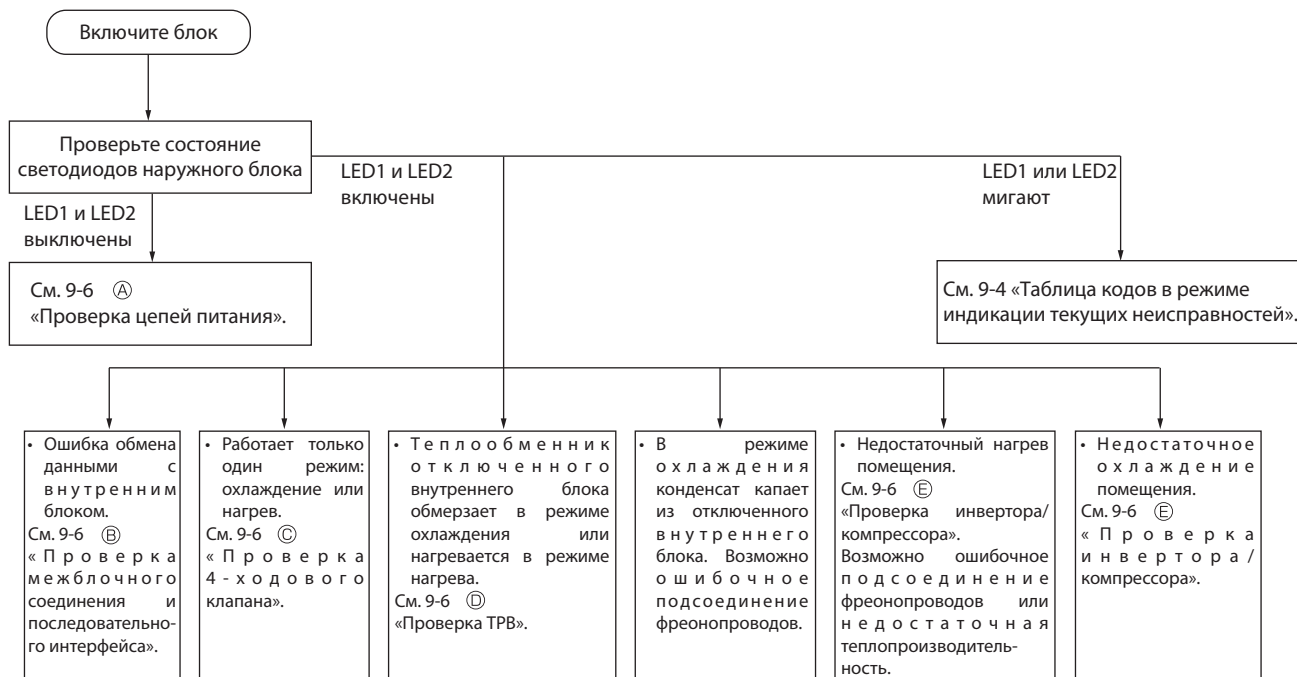 Включите блок
Проверьте состояние
светодиодов наружного блока
LED1 и LED2
включены
LED1 или LED2
мигают
LED1 и LED2
выключены
См. 9-6 Ⓐ
«Проверка цепей питания».
См. 9-4 «Таблица кодов в режиме
индикации текущих неисправностей».
• Ошибка обмена
данными с
внутренним
блоком.
См. 9-6 Ⓑ
«Проверка
межблочного
соединения и
последовательно-
го интерфейса».
• Работает только
один режим:
охлаждение или
нагрев.
См. 9-6 Ⓒ
«Проверка
4-ходового
клапана».
• Теплообменник
отключенного
внутреннего блока
обмерзает в режиме
охлаждения или
нагревается в режиме
нагрева.
См. 9-6 Ⓓ
«Проверка ТРВ».
• В режиме
охлаждения
конденсат капает
из отключенного
внутреннего
блока. Возможно
ошибочное
подсоединение
фреонопроводов.
• Недостаточный нагрев
помещения.
См. 9-6 Ⓔ
«Проверка инвертора/
компрессора».
Возможно ошибочное
подсоединение
фреонопроводов или
недостаточная
теплопроизводитель-
ность.
• Недостаточное
охлаждение
помещения.
См. 9-6 Ⓔ
«Проверка
инвертора/
компрессора».